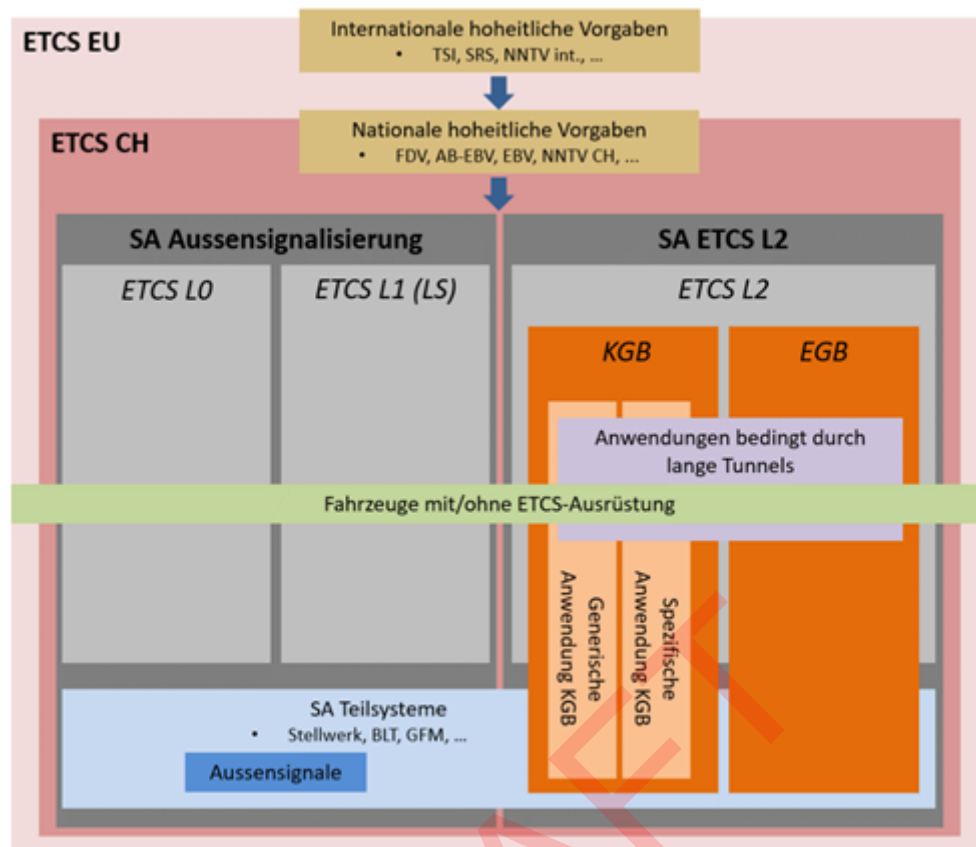 ETCS EU
Internationale hoheitliche Vorgaben
• TSI, SRS, NNTV int., ...
ETCS CH
Nationale hoheitliche Vorgaben
• FDV, AB-EBV, EBV, NNTV CH, ...
SA Aussensignalisierung
SA ETCS L2
ETCS L0
ETCS L1 (LS)
ETCS L2
KGB
EGB
Anwendungen bedingt durch
lange Tunnels
Fahrzeuge mit/ohne ETCS-Ausrüstung
Generische
Anwendung KGB
Spezifische
Anwendung KGB
SA Teilsysteme
• Stellwerk, BLT, GFM, ...
Aussensignale